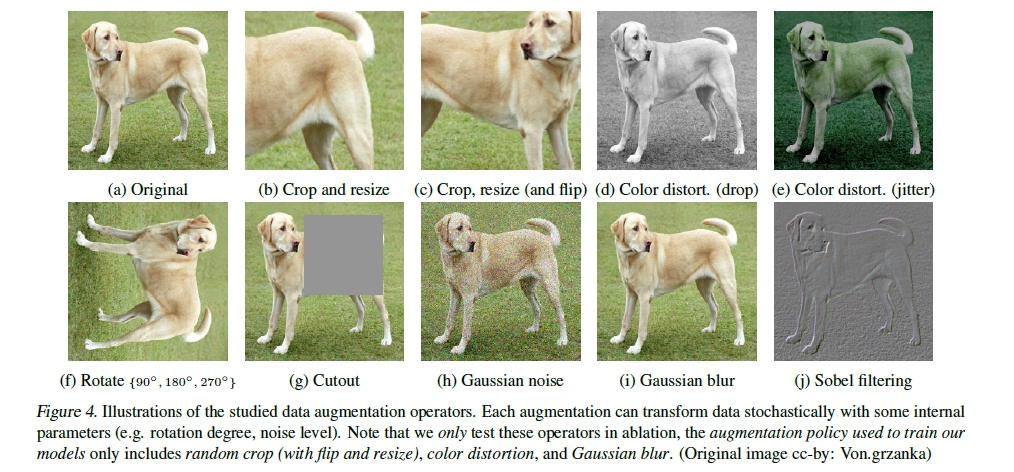 (a) Original
(b) Crop and resize
(c) Crop, resize (and flip)
(d) Color distort. (drop)
(e) Color distort. (jitter)
(f) Rotate {90°, 180°, 270°}
(g) Cutout
(h) Gaussian noise
(i) Gaussian blur
(j) Sobel filtering
Figure 4. Illustrations of the studied data augmentation operators. Each augmentation can transform data stochastically with some internal
parameters (e.g. rotation degree, noise level). Note that we only test these operators in ablation, the augmentation policy used to train our
models only includes random crop (with flip and resize), color distortion, and Gaussian blur. (Original image cc-by: Von.grzanka)